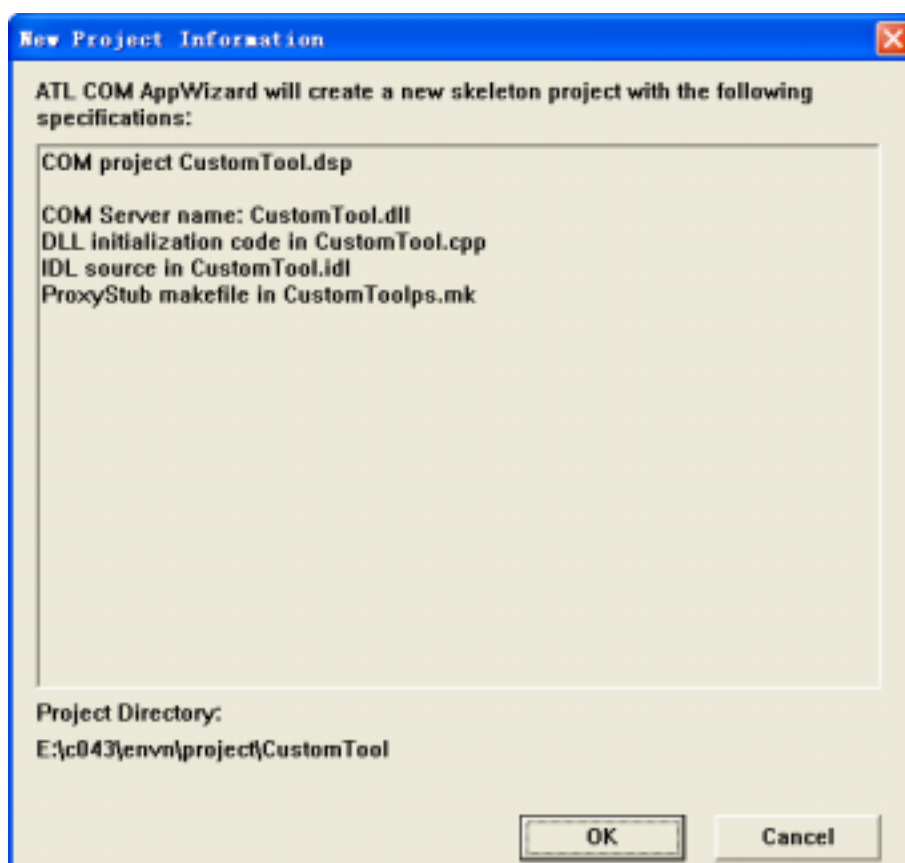 New Project Information
ATL COM AppWizard will create a new skeleton project with the following
specifications:
COM project CustomTool.dsp
COM Server name: CustomTool.dll
DLL initialization code in CustomTool.cpp
IDL source in CustomTool.idl
ProxyStub makefile in CustomToolps.mk
Project Directory:
E:\c043\envn\project\CustomTool
OK
Cancel